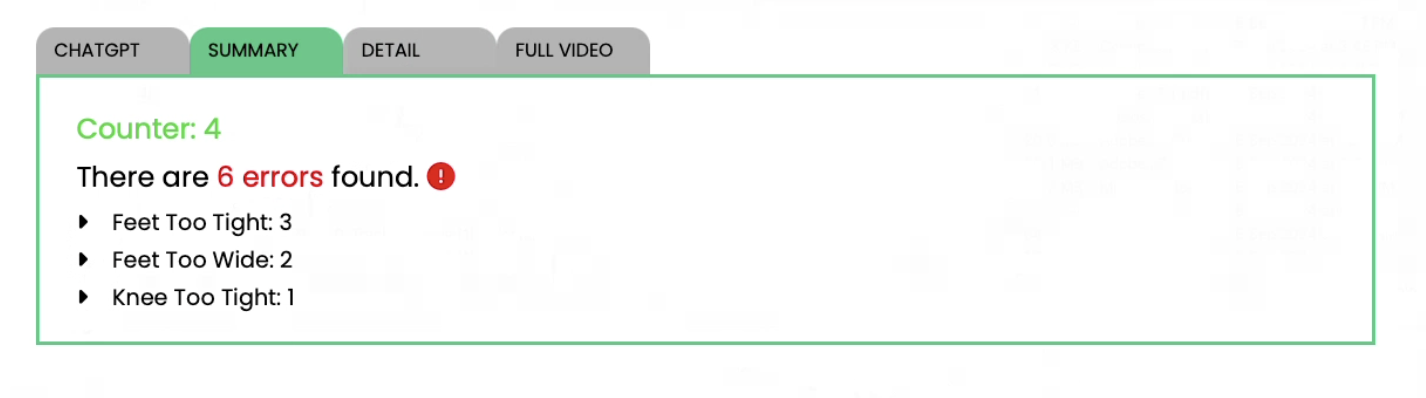 CHATGPT SUMMARY DETAIL FULL VIDEO
Counter: 4
There are 6 errors found.
Feet Too Tight: 3
Feet Too Wide: 2
Knee Too Tight: 1